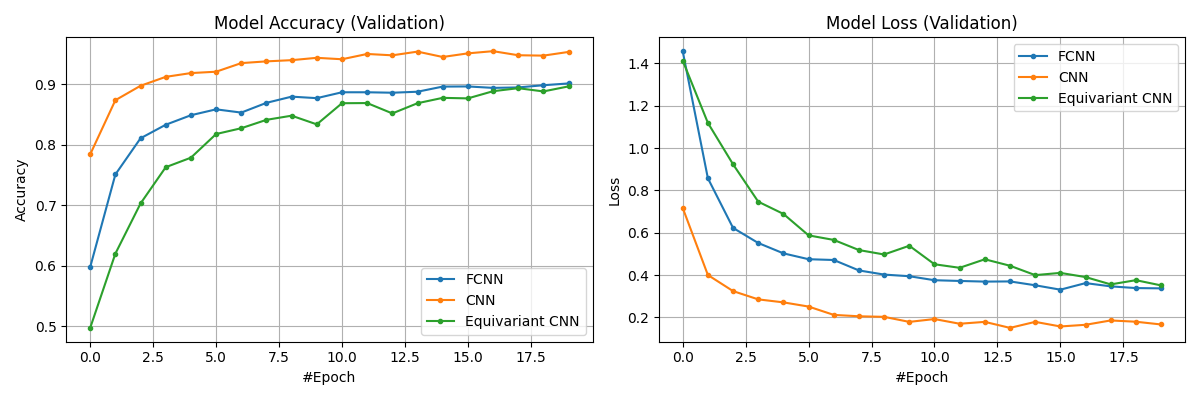 Model Accuracy (Validation)
Accuracy
0.9
0.8
0.7
0.6
0.5
FCNN
CNN
Equivariant CNN
0.0 2.5 5.0 7.5 10.0 12.5 15.0 17.5
#Epoch
Model Loss (Validation)
Loss
1.4
1.2
1.0
0.8
0.6
0.4
0.2
FCNN
CNN
Equivariant CNN
0.0 2.5 5.0 7.5 10.0 12.5 15.0 17.5
#Epoch